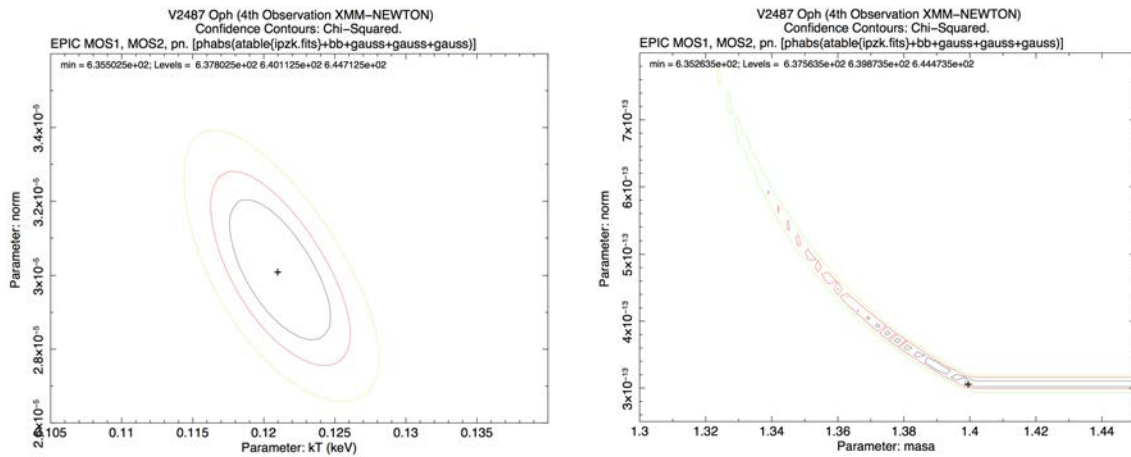 V2487 Oph (4th Observation XMM-NEWTON)
Confidence Contours: Chi-Squared.
EPIC MOS1, MOS2, pn. [phabs(atable{ipzk.fits}+bb+gauss+gauss+gauss)]
min = 6.355025e+02; Levels = 6.378025e+02 6.401125e+02 6.447125e+02
Parameter: norm
3.4×10⁻⁵
3.2×10⁻⁵
3×10⁻⁵
2.8×10⁻⁵
2.6×10⁻⁵
0.105 0.11 0.115 0.12 0.125 0.13 0.135
Parameter: kT (keV)
V2487 Oph (4th Observation XMM-NEWTON)
Confidence Contours: Chi-Squared.
EPIC MOS1, MOS2, pn. [phabs(atable{ipzk.fits}+bb+gauss+gauss+gauss)]
min = 6.352635e+02; Levels = 6.375635e+02 6.398735e+02 6.444735e+02
Parameter: norm
7×10⁻¹³
6×10⁻¹³
5×10⁻¹³
4×10⁻¹³
3×10⁻¹³
1.3 1.32 1.34 1.36 1.38 1.4 1.42 1.44
Parameter: masa